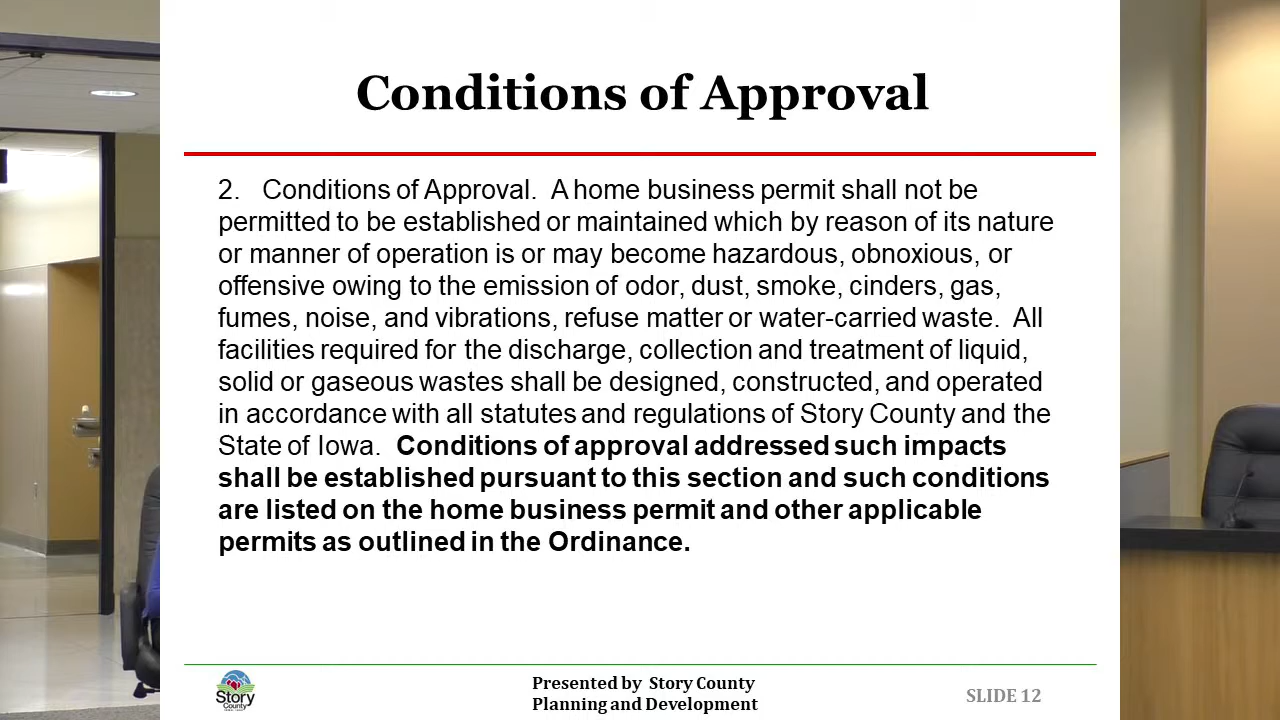 Conditions of Approval
2. Conditions of Approval. A home business permit shall not be
permitted to be established or maintained which by reason of its nature
or manner of operation is or may become hazardous, obnoxious, or
offensive owing to the emission of odor, dust, smoke, cinders, gas,
fumes, noise, and vibrations, refuse matter or water-carried waste. All
facilities required for the discharge, collection and treatment of liquid,
solid or gaseous wastes shall be designed, constructed, and operated
in accordance with all statutes and regulations of Story County and the
State of Iowa. Conditions of approval addressed such impacts
shall be established pursuant to this section and such conditions
are listed on the home business permit and other applicable
permits as outlined in the Ordinance.
Story
County
Presented by Story County
Planning and Development
SLIDE 12